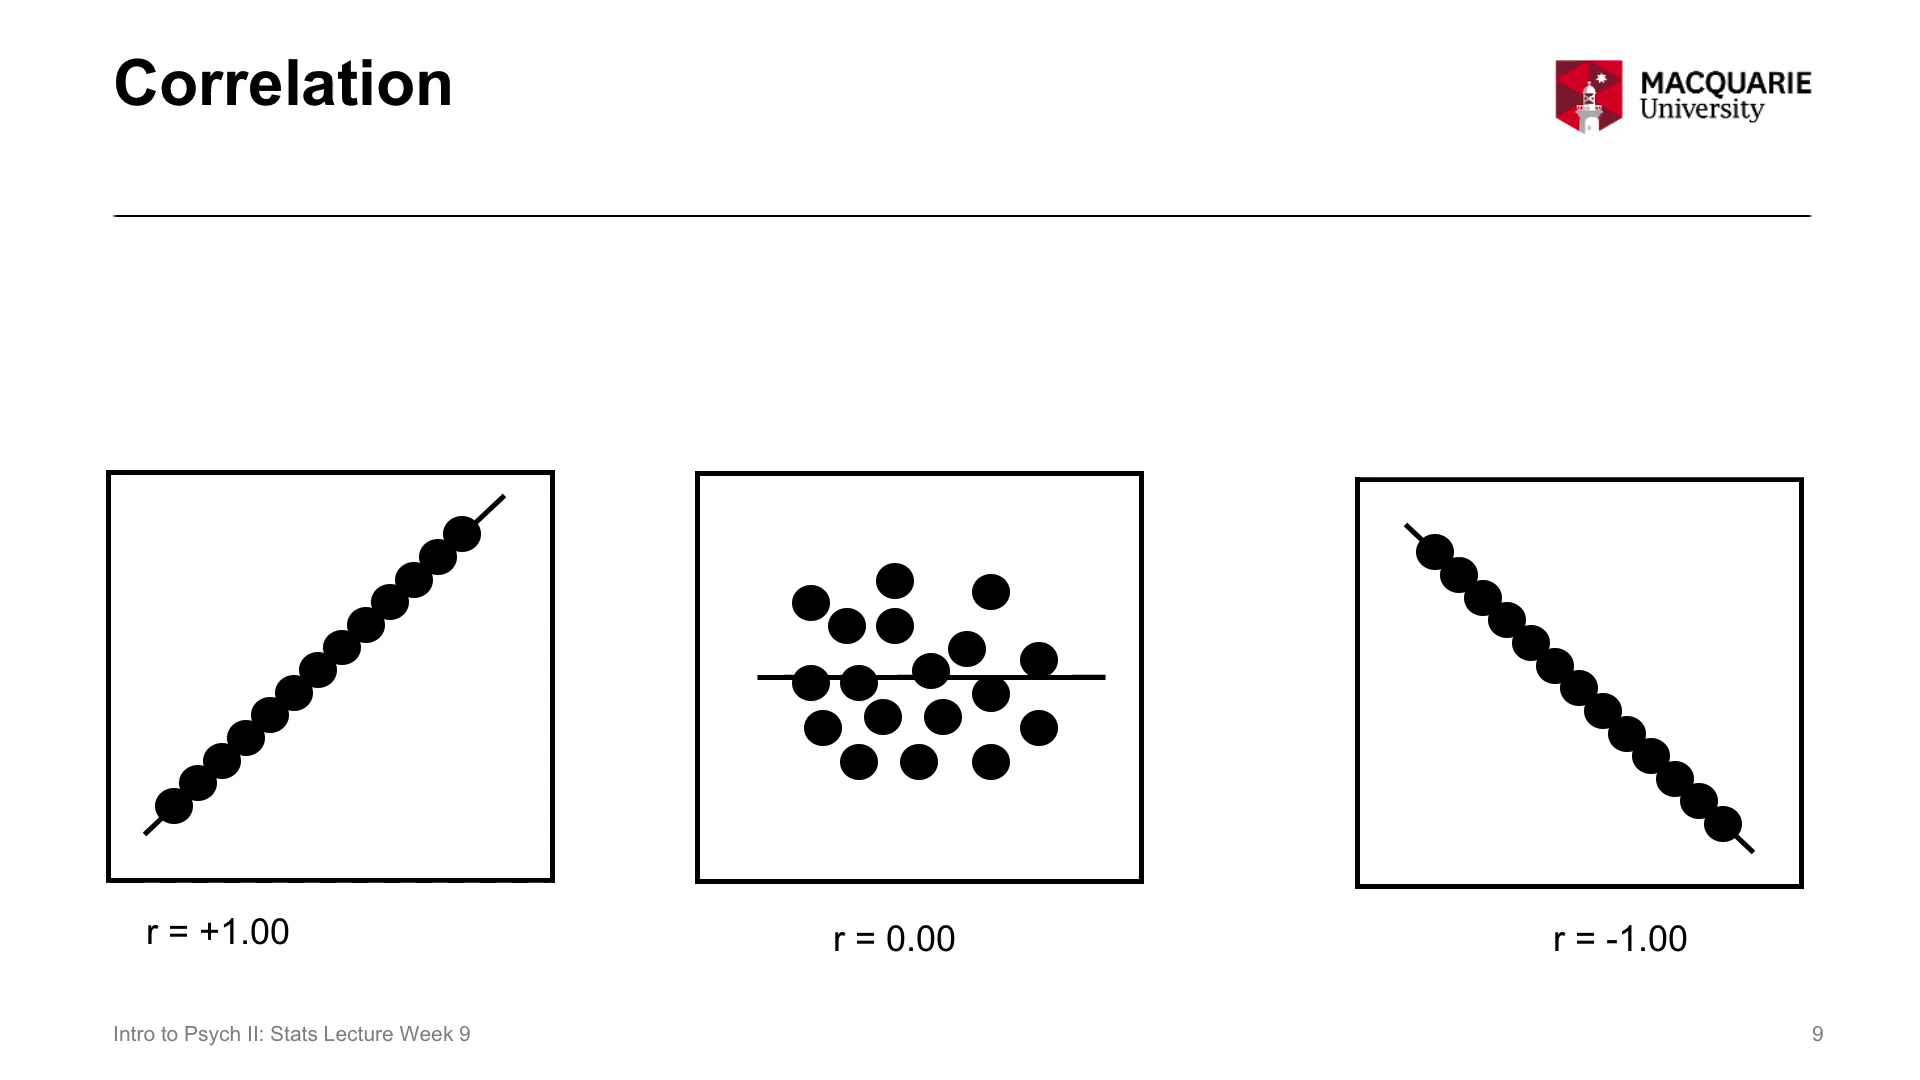 Correlation
MACQUARIE
University
r = +1.00
r = 0.00
r = -1.00
Intro to Psych II: Stats Lecture Week 9
9